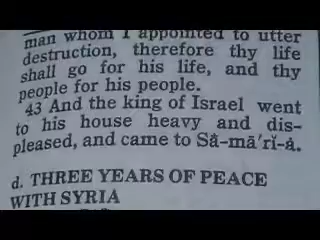 man whom I appointed to utter
destruction, therefore thy life
shall go for his life, and thy
people for his people.
43 And the king of Israel went
to his house heavy and dis-
pleased, and came to Să-mā'rĭ-ȧ.
d. THREE YEARS OF PEACE
WITH SYRIA